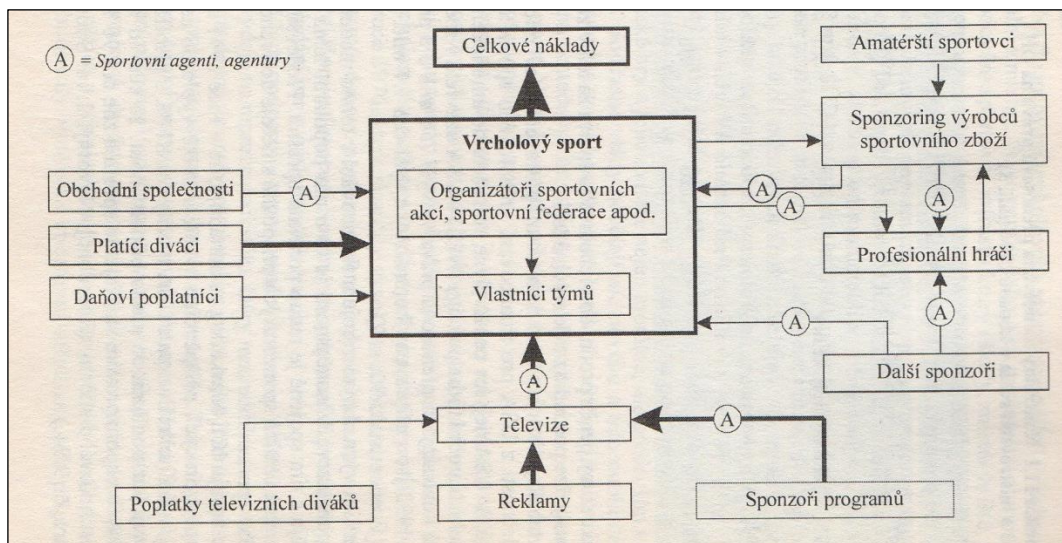 Celkové náklady
Amatérští sportovci
A = Sportovní agenti, agentury
Vrcholový sport
Sponzoring výrobců
sportovního zboží
Obchodní společnosti
A
Organizátoři sportovních
akcí, sportovní federace apod.
A
A
A
Platící diváci
Profesionální hráči
Daňoví poplatníci
Vlastníci týmů
A
A
Další sponzoři
A
Televize
A
Poplatky televizních diváků
Reklamy
Sponzoři programů